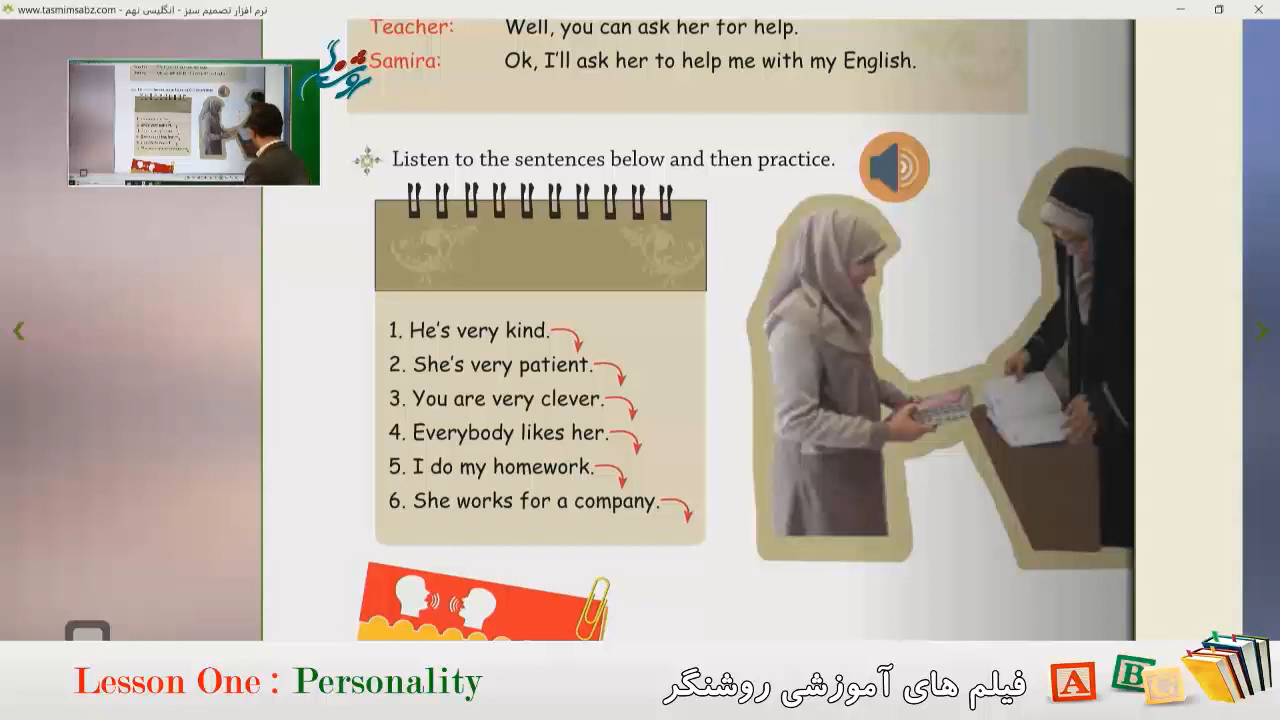 نرم افزار تصمیم سبز - انگلیسی نهم - www.tasmimsabz.com
Teacher: Well, you can ask her for help.
Samira: Ok, I'll ask her to help me with my English.
Listen to the sentences below and then practice.
1. He's very kind.
2. She's very patient.
3. You are very clever.
4. Everybody likes her.
5. I do my homework.
6. She works for a company.
Lesson One : Personality
فیلم های آموزشی روشنگر
A B C